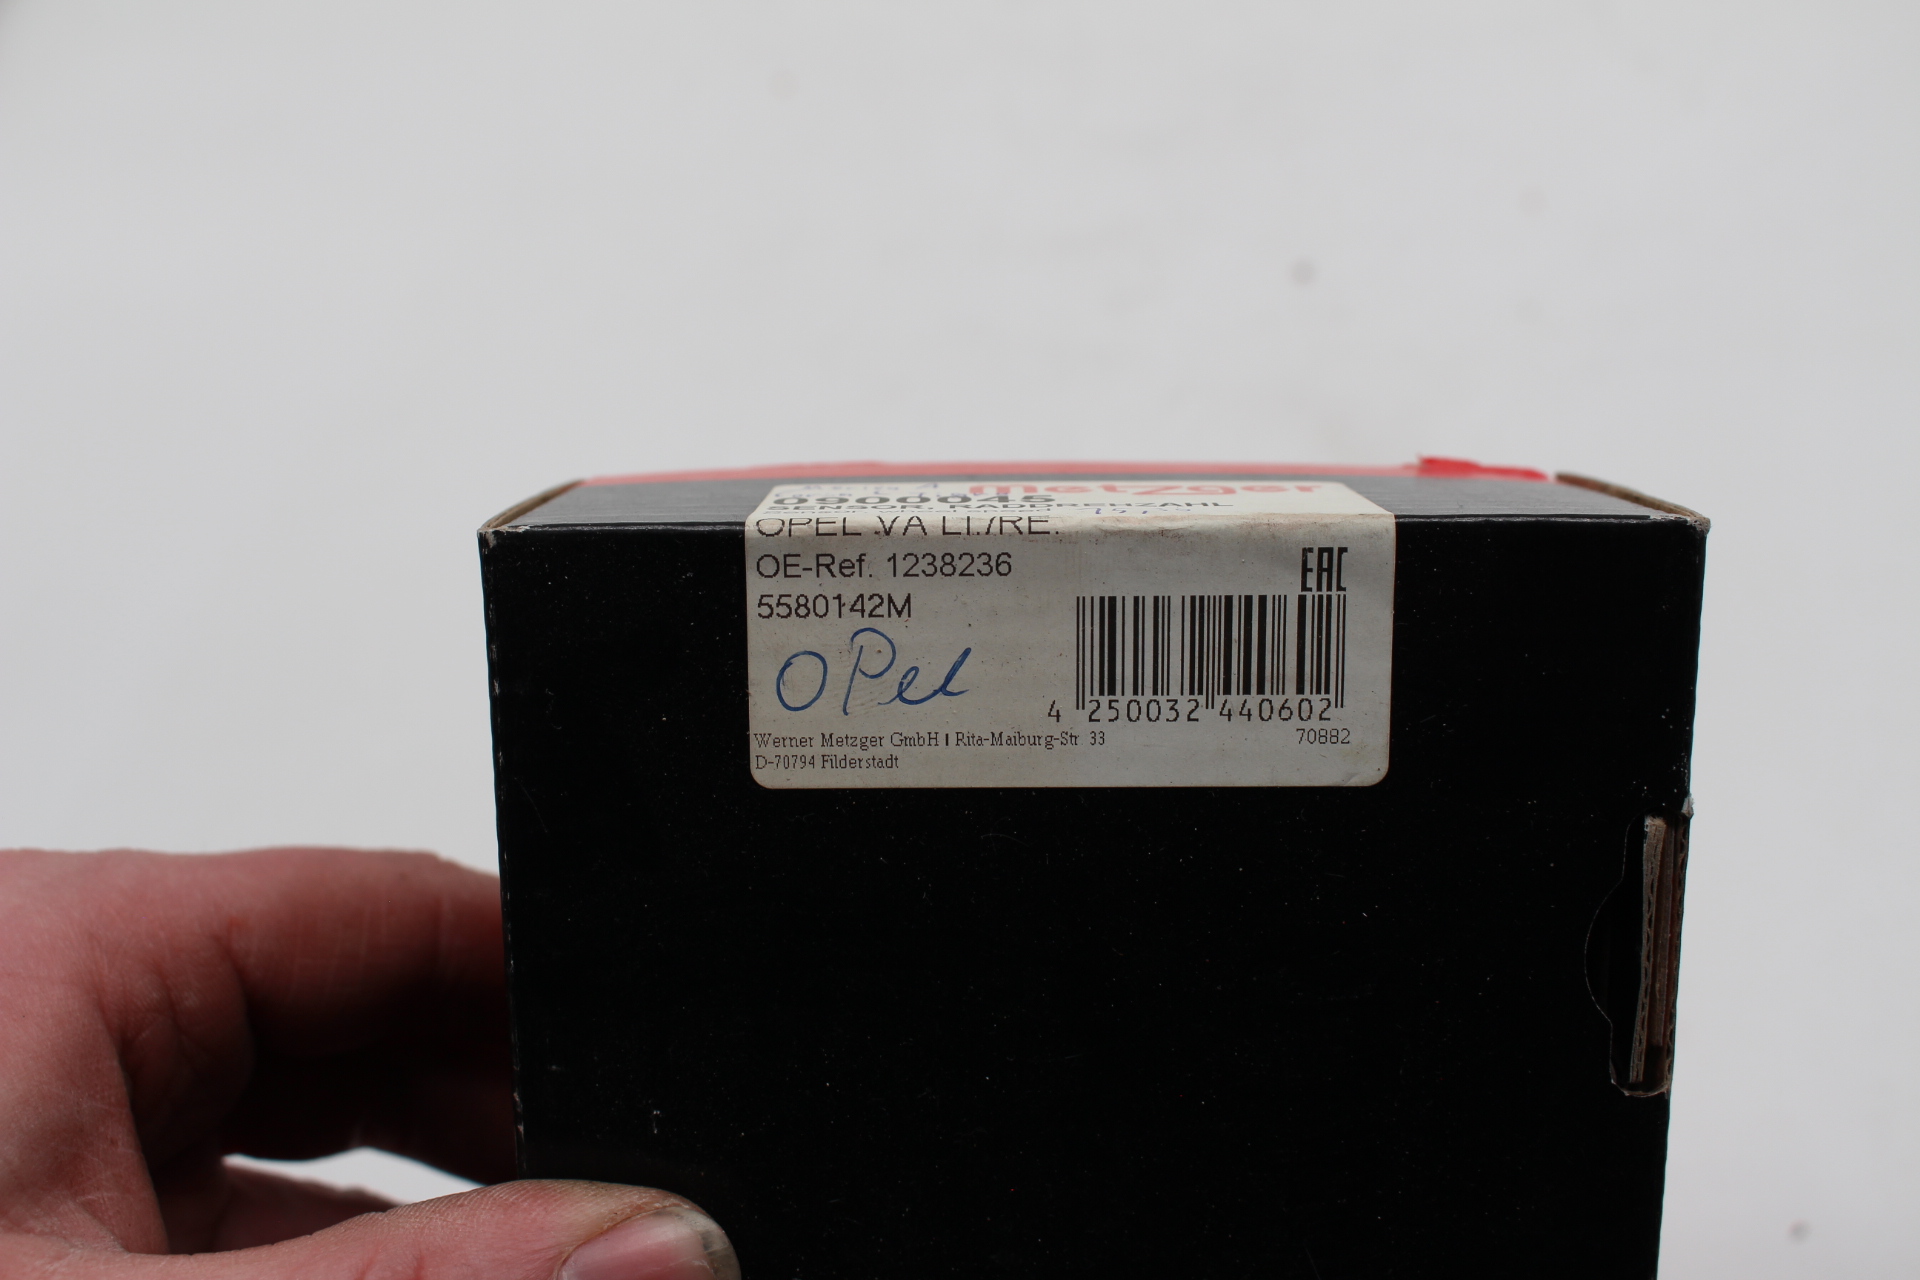 metzger
0900045
SENSOR, RADDREHZAHL
OPEL VA LI./RE.
OE-Ref. 1238236
EAC
5580142M
OPel
4 250032 440602
Werner Metzger GmbH I Rita-Maiburg-Str 33
70882
D-70794 Filderstadt